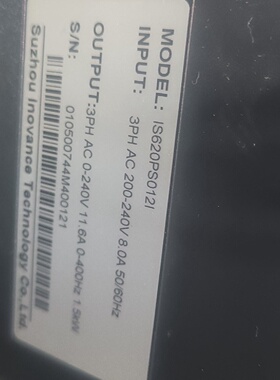 MODEL: IS620PS012I
INPUT: 3PH AC 200-240V 8.0A 50/60Hz
OUTPUT:3PH AC 0-240V 11.6A 0-400Hz 1.5kW
S/N: 010500744M400121
Suzhou Inovance Technology Co.,Ltd.